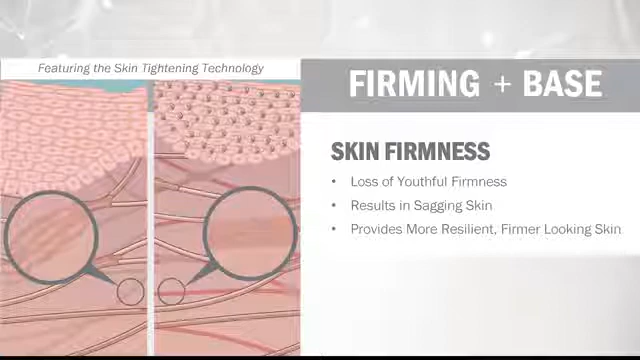 Featuring the Skin Tightening Technology
FIRMING + BASE
SKIN FIRMNESS
• Loss of Youthful Firmness
• Results in Sagging Skin
• Provides More Resilient, Firmer Looking Skin